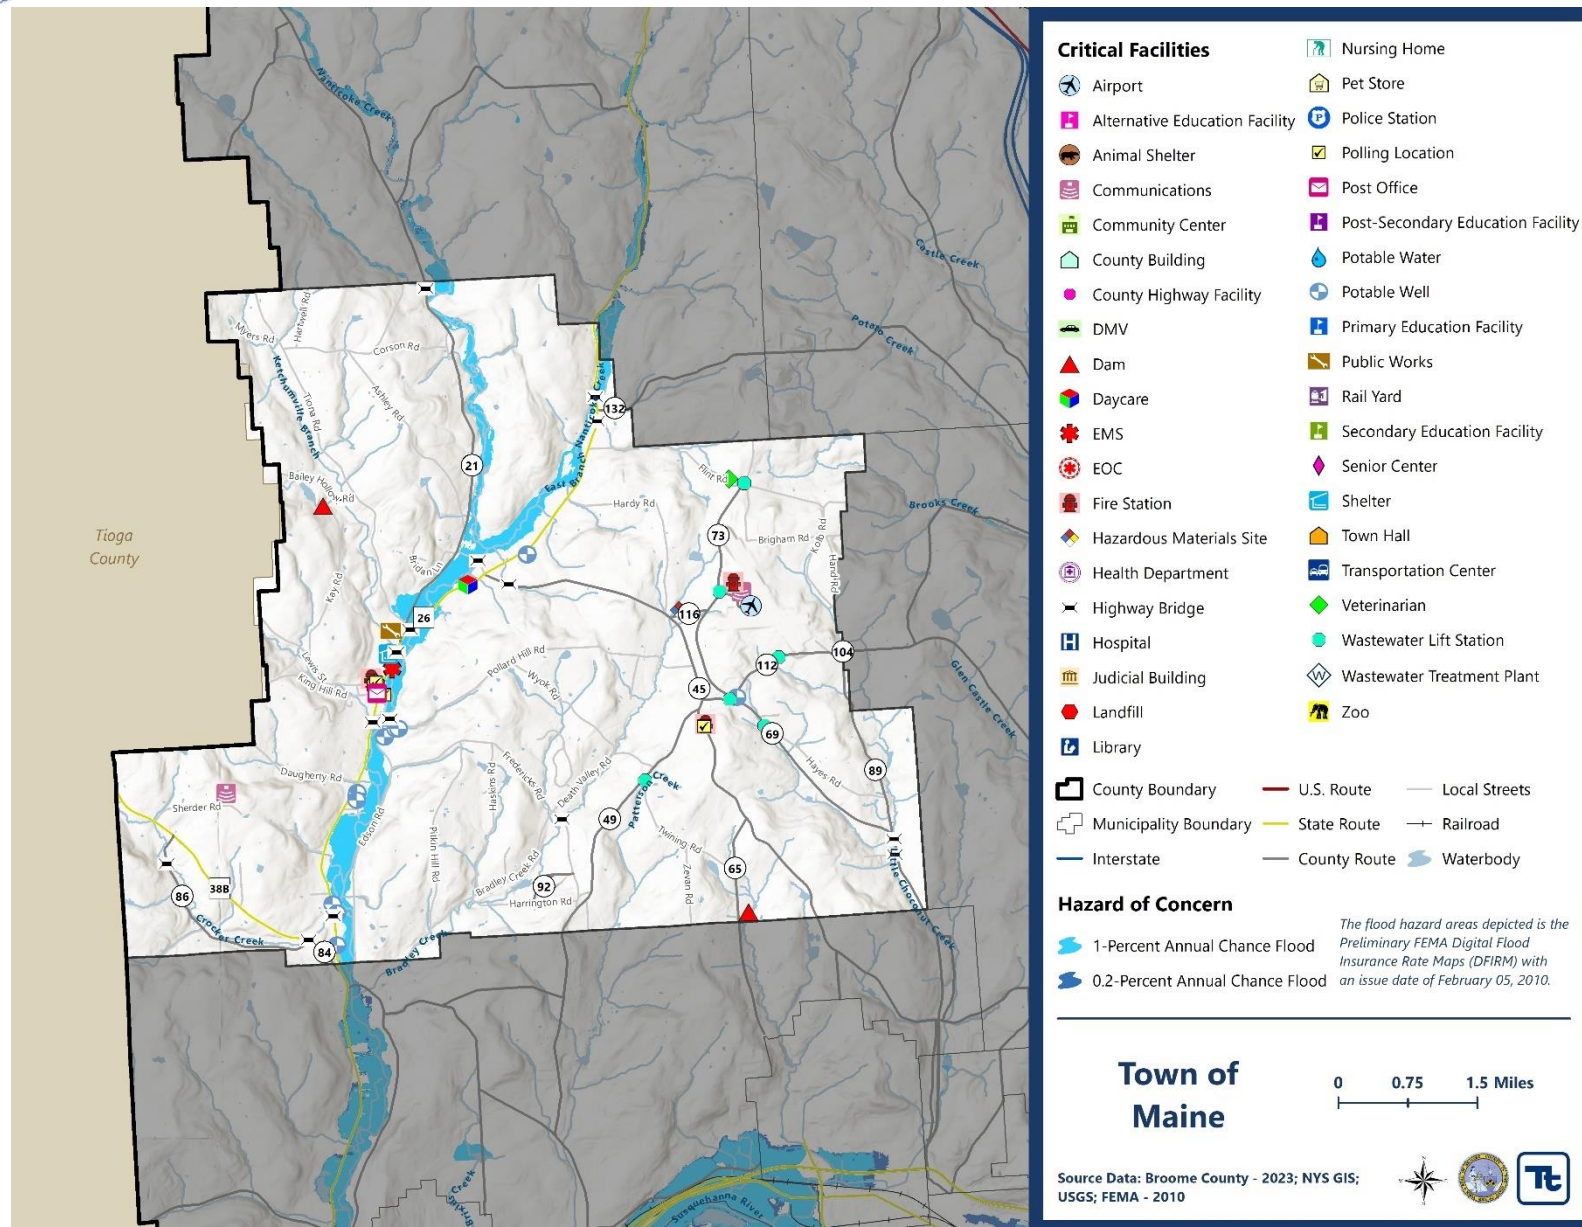 Nanticoke Creek
Castle Creek
Potato Creek
Myers Rd
Hartwell Rd
Corson Rd
Ketchumville Branch
Tiona Rd
Ashley Rd
East Branch Nanticoke Creek
132
21
Bailey Hollow Rd
Flint Rd
Hardy Rd
Brooks Creek
73
Brigham Rd
Kolb Rd
Hand Rd
Tioga
County
Bridan Ln
Kay Rd
26
116
104
112
Pollard Hill Rd
Lewis St
King Hill Rd
Wyok Rd
45
Glen Castle Creek
69
Daugherty Rd
Fredericks Rd
Haskins Rd
Death Valley Rd
Hayes Rd
89
Sherder Rd
Edson Rd
Patterson Creek
49
Pitkin Hill Rd
Twining Rd
65
Zevan Rd
Little Choconut Creek
Bradley Creek Rd
92
Harrington Rd
38B
86
Crocker Creek
84
Bradley Creek
Brixius Creek
Susquehanna River
Critical Facilities
Airport
Alternative Education Facility
Animal Shelter
Communications
Community Center
County Building
County Highway Facility
DMV
Dam
Daycare
EMS
EOC
Fire Station
Hazardous Materials Site
Health Department
Highway Bridge
Hospital
Judicial Building
Landfill
Library
Nursing Home
Pet Store
Police Station
Polling Location
Post Office
Post-Secondary Education Facility
Potable Water
Potable Well
Primary Education Facility
Public Works
Rail Yard
Secondary Education Facility
Senior Center
Shelter
Town Hall
Transportation Center
Veterinarian
Wastewater Lift Station
Wastewater Treatment Plant
Zoo
County Boundary
Municipality Boundary
Interstate
U.S. Route
State Route
County Route
Local Streets
Railroad
Waterbody
Hazard of Concern
1-Percent Annual Chance Flood
0.2-Percent Annual Chance Flood
The flood hazard areas depicted is the
Preliminary FEMA Digital Flood
Insurance Rate Maps (DFIRM) with
an issue date of February 05, 2010.
Town of
Maine
0 0.75 1.5 Miles
Source Data: Broome County - 2023; NYS GIS;
USGS; FEMA - 2010
Tt